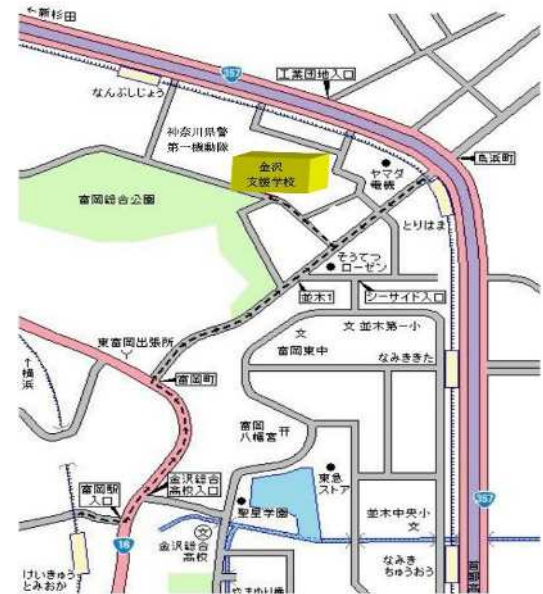 ←新杉田
357
工業団地入口
なんぶしじょう
神奈川県警
第一機動隊
金沢
支援学校
ヤマダ
電機
鳥浜町
富岡総合公園
とりはま
そうてつ
ローゼン
並木1
シーサイド入口
文 並木第一小
文
富岡東中
なみききた
東富岡出張所
↑
横浜
富岡町
富岡
八幡宮
東急
ストア
金沢総合
高校入口
富岡駅
入口
聖星学園
357
並木中央小
文
16
文
金沢総合
高校
なみき
ちゅうおう
けいきゅう
とみおか